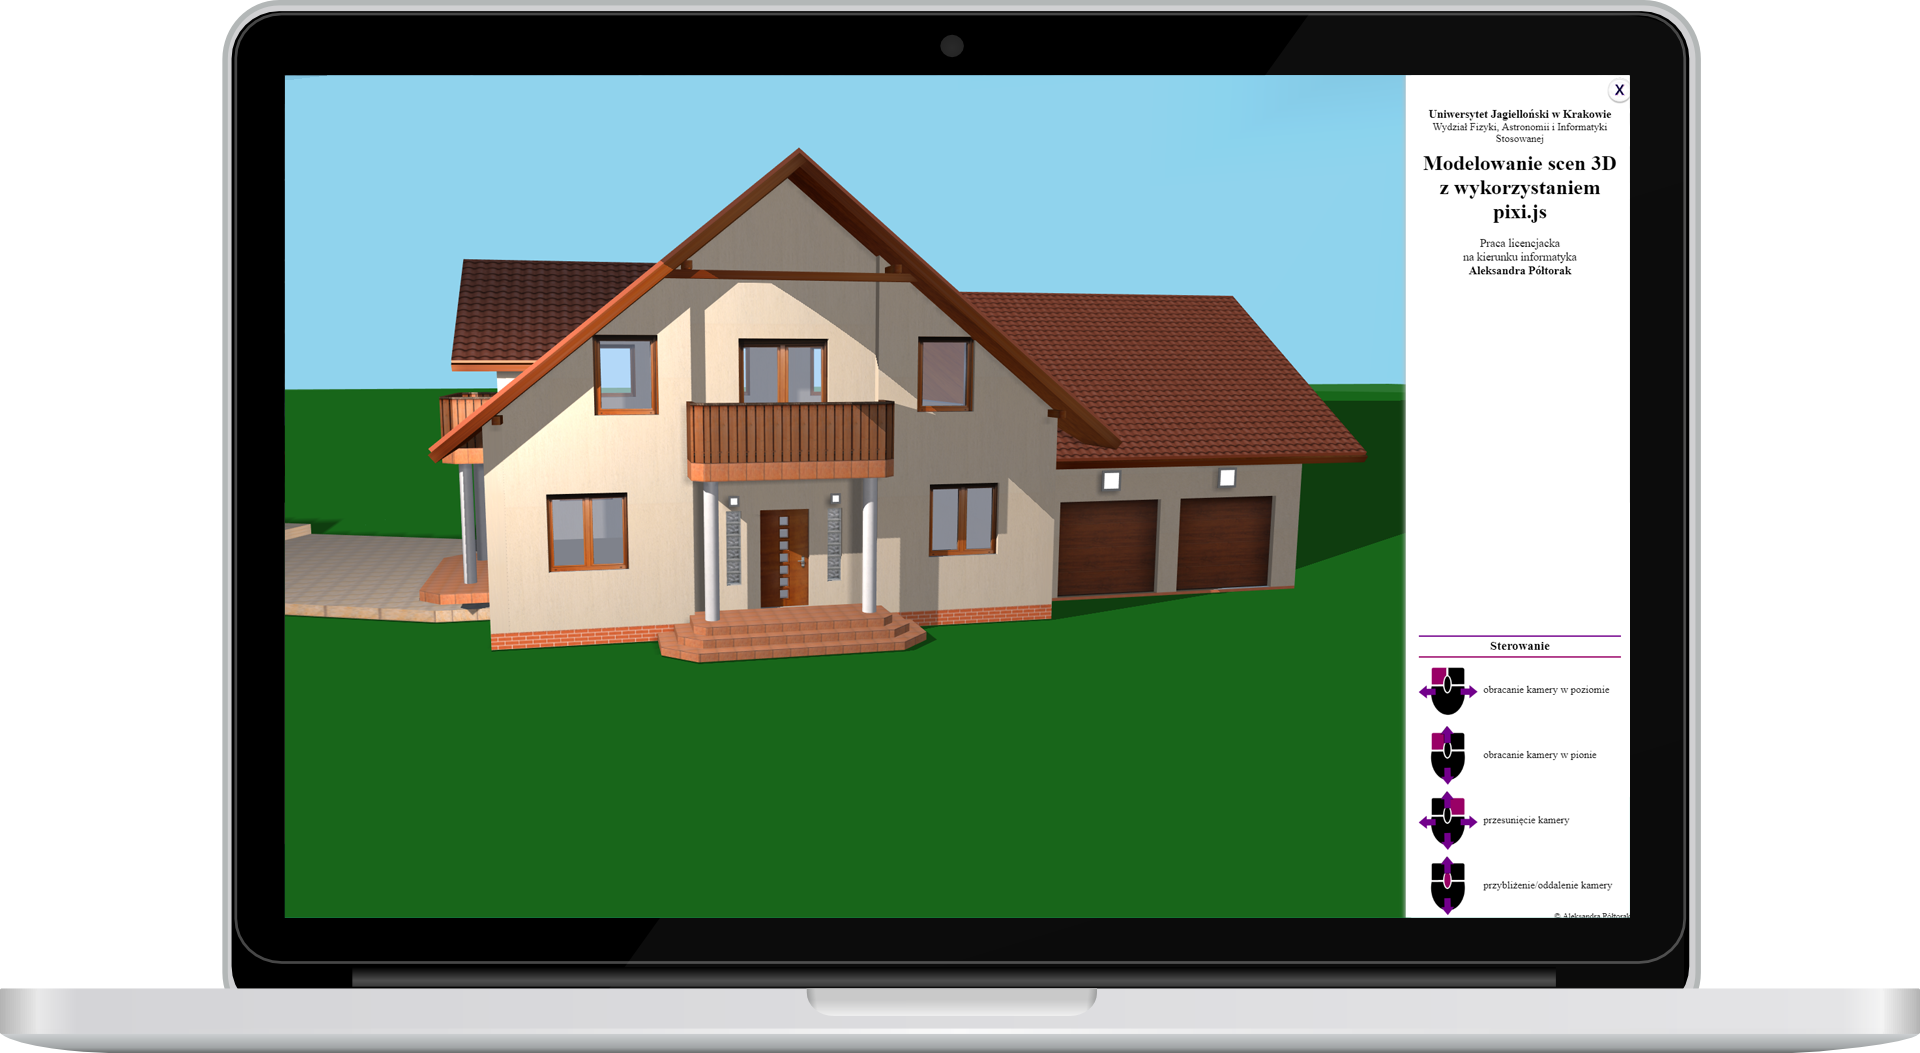 X
Uniwersytet Jagielloński w Krakowie
Wydział Fizyki, Astronomii i Informatyki
Stosowanej
Modelowanie scen 3D
z wykorzystaniem
pixi.js
Praca licencjacka
na kierunku informatyka
Aleksandra Półtorak
Sterowanie
obracanie kamery w poziomie
obracanie kamery w pionie
przesunięcie kamery
przybliżenie/oddalenie kamery
© Aleksandra Półtorak